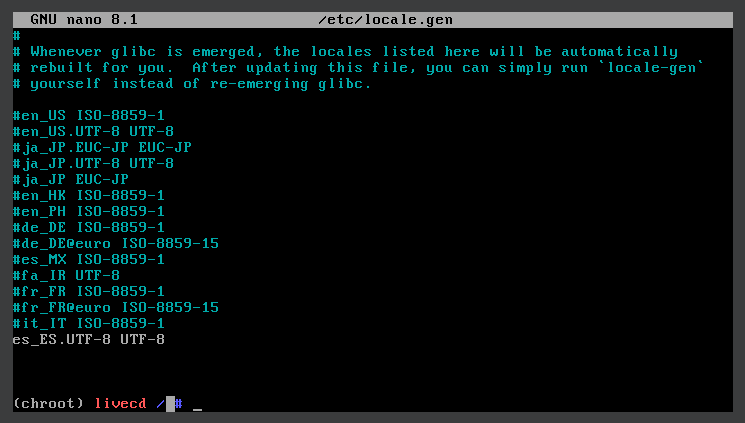 GNU nano 8.1 /etc/locale.gen
#
# Whenever glibc is emerged, the locales listed here will be automatically
# rebuilt for you.  After updating this file, you can simply run `locale-gen`
# yourself instead of re-emerging glibc.
#en_US ISO-8859-1
#en_US.UTF-8 UTF-8
#ja_JP.EUC-JP EUC-JP
#ja_JP.UTF-8 UTF-8
#ja_JP EUC-JP
#en_HK ISO-8859-1
#en_PH ISO-8859-1
#de_DE ISO-8859-1
#de_DE@euro ISO-8859-15
#es_MX ISO-8859-1
#fa_IR UTF-8
#fr_FR ISO-8859-1
#fr_FR@euro ISO-8859-15
#it_IT ISO-8859-1
es_ES.UTF-8 UTF-8
(chroot) livecd / # _